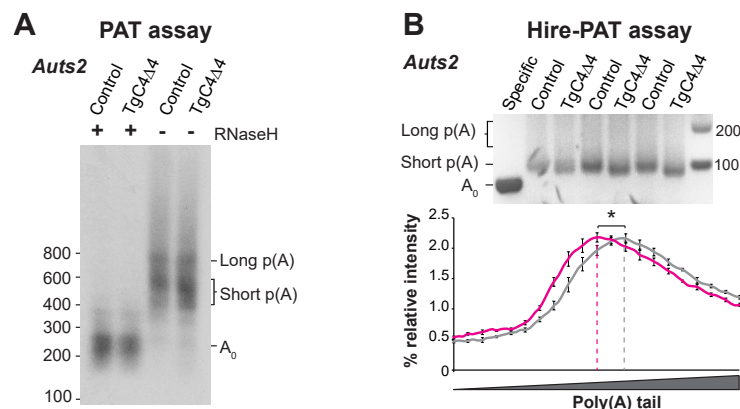 A
PAT assay
Auts2
Control
TgC4Δ4
Control
TgC4Δ4
+ + - - RNaseH
800
600
400
300
200
100
Long p(A)
Short p(A)
A0
B
Hire-PAT assay
Auts2
Specific
Control
TgC4Δ4
Control
TgC4Δ4
Control
TgC4Δ4
Long p(A)
Short p(A)
A0
200
100
% relative intensity
2.5
2.0
1.5
1.0
0.5
0
*
Poly(A) tail